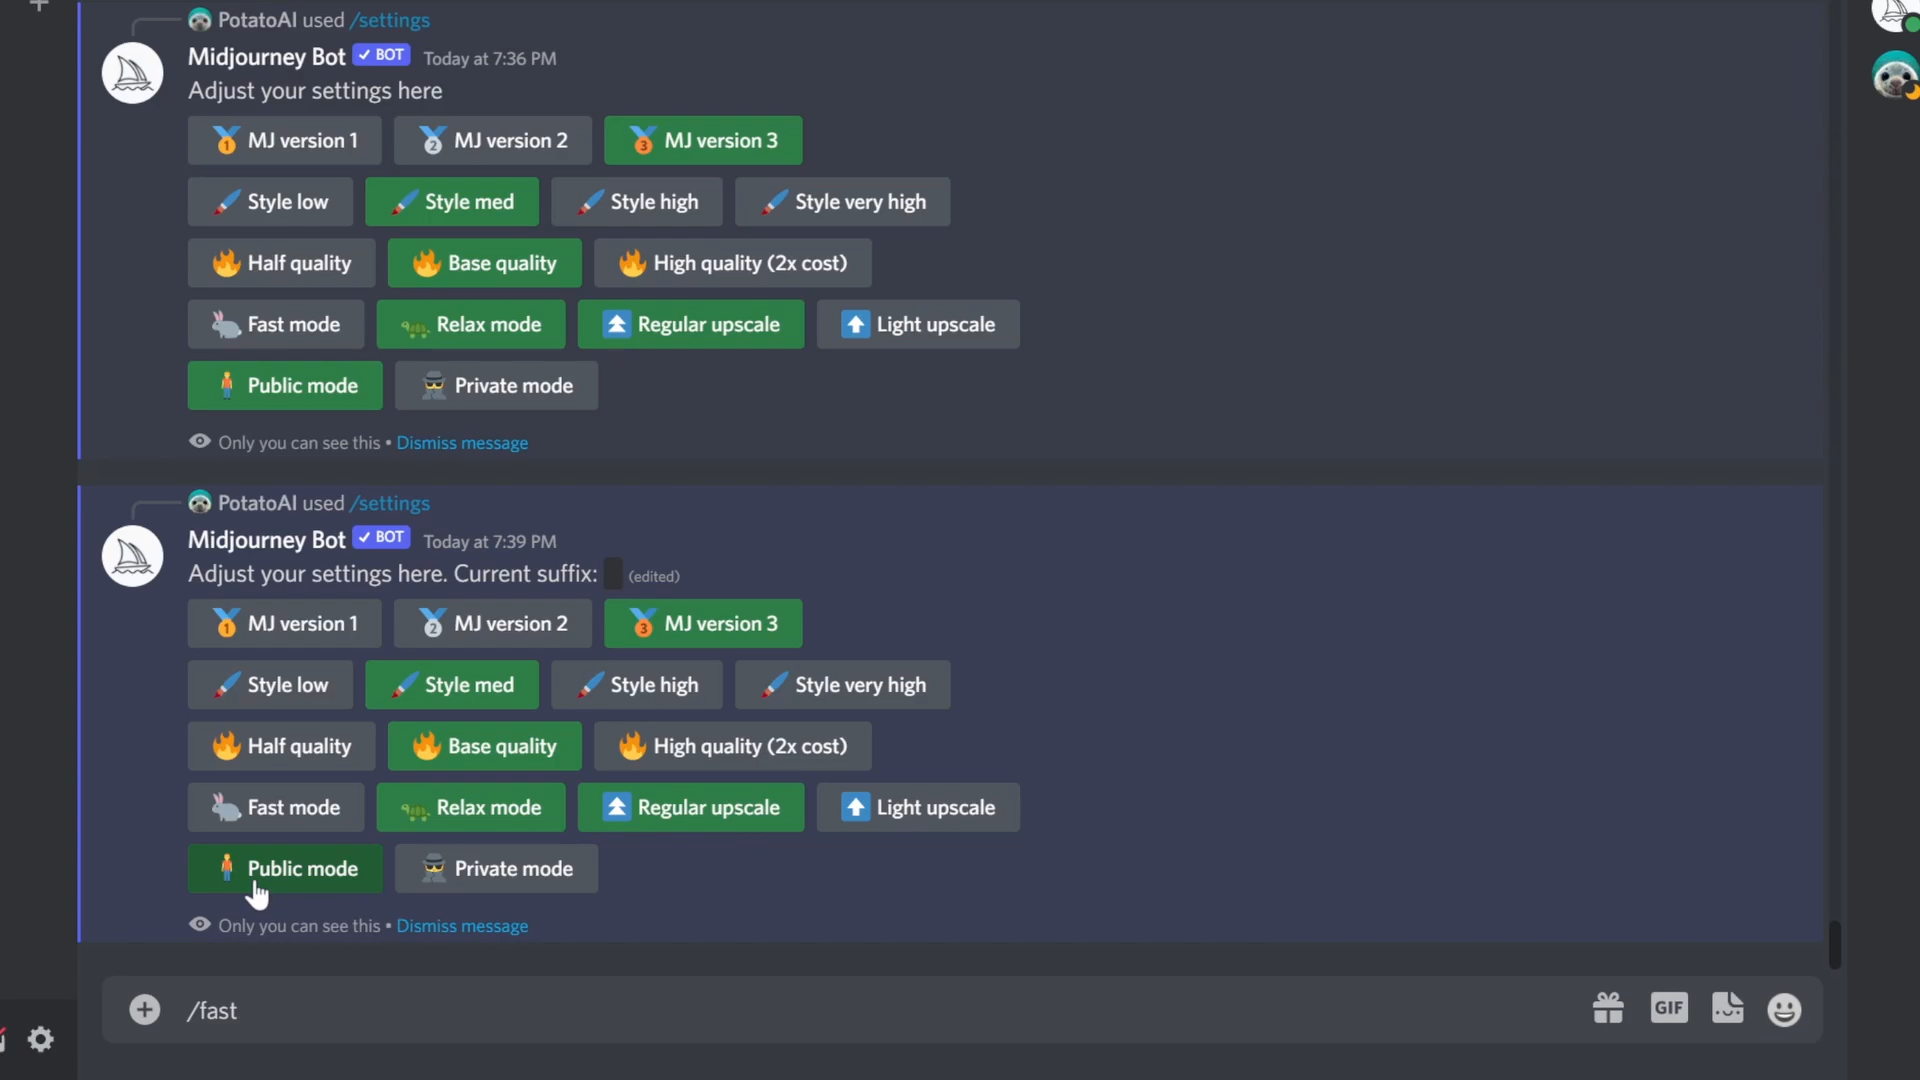 PotatoAI used /settings
Midjourney Bot ✓ BOT Today at 7:36 PM
Adjust your settings here
1 MJ version 1 2 MJ version 2 3 MJ version 3
Style low Style med Style high Style very high
Half quality Base quality High quality (2x cost)
Fast mode Relax mode Regular upscale Light upscale
Public mode Private mode
Only you can see this • Dismiss message
PotatoAI used /settings
Midjourney Bot ✓ BOT Today at 7:39 PM
Adjust your settings here. Current suffix: (edited)
1 MJ version 1 2 MJ version 2 3 MJ version 3
Style low Style med Style high Style very high
Half quality Base quality High quality (2x cost)
Fast mode Relax mode Regular upscale Light upscale
Public mode Private mode
Only you can see this • Dismiss message
/fast GIF